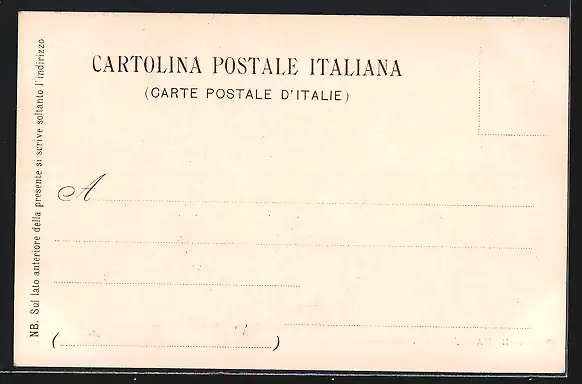 CARTOLINA POSTALE ITALIANA
(CARTE POSTALE D'ITALIE)
A
( )
NB. Sul lato anteriore della presente si scrive soltanto l'indirizzo